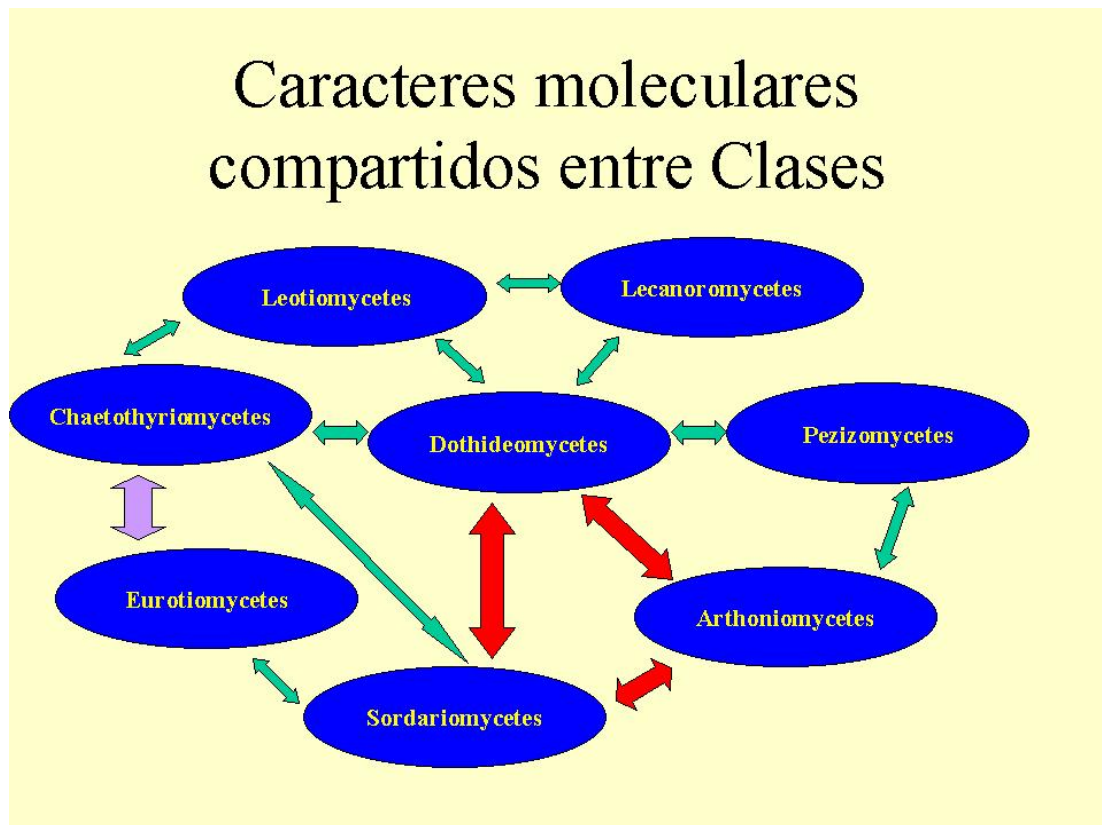 Caracteres moleculares
compartidos entre Clases
Leotiomycetes
Lecanoromycetes
Chaetothyriomycetes
Dothideomycetes
Pezizomycetes
Eurotiomycetes
Arthoniomycetes
Sordariomycetes